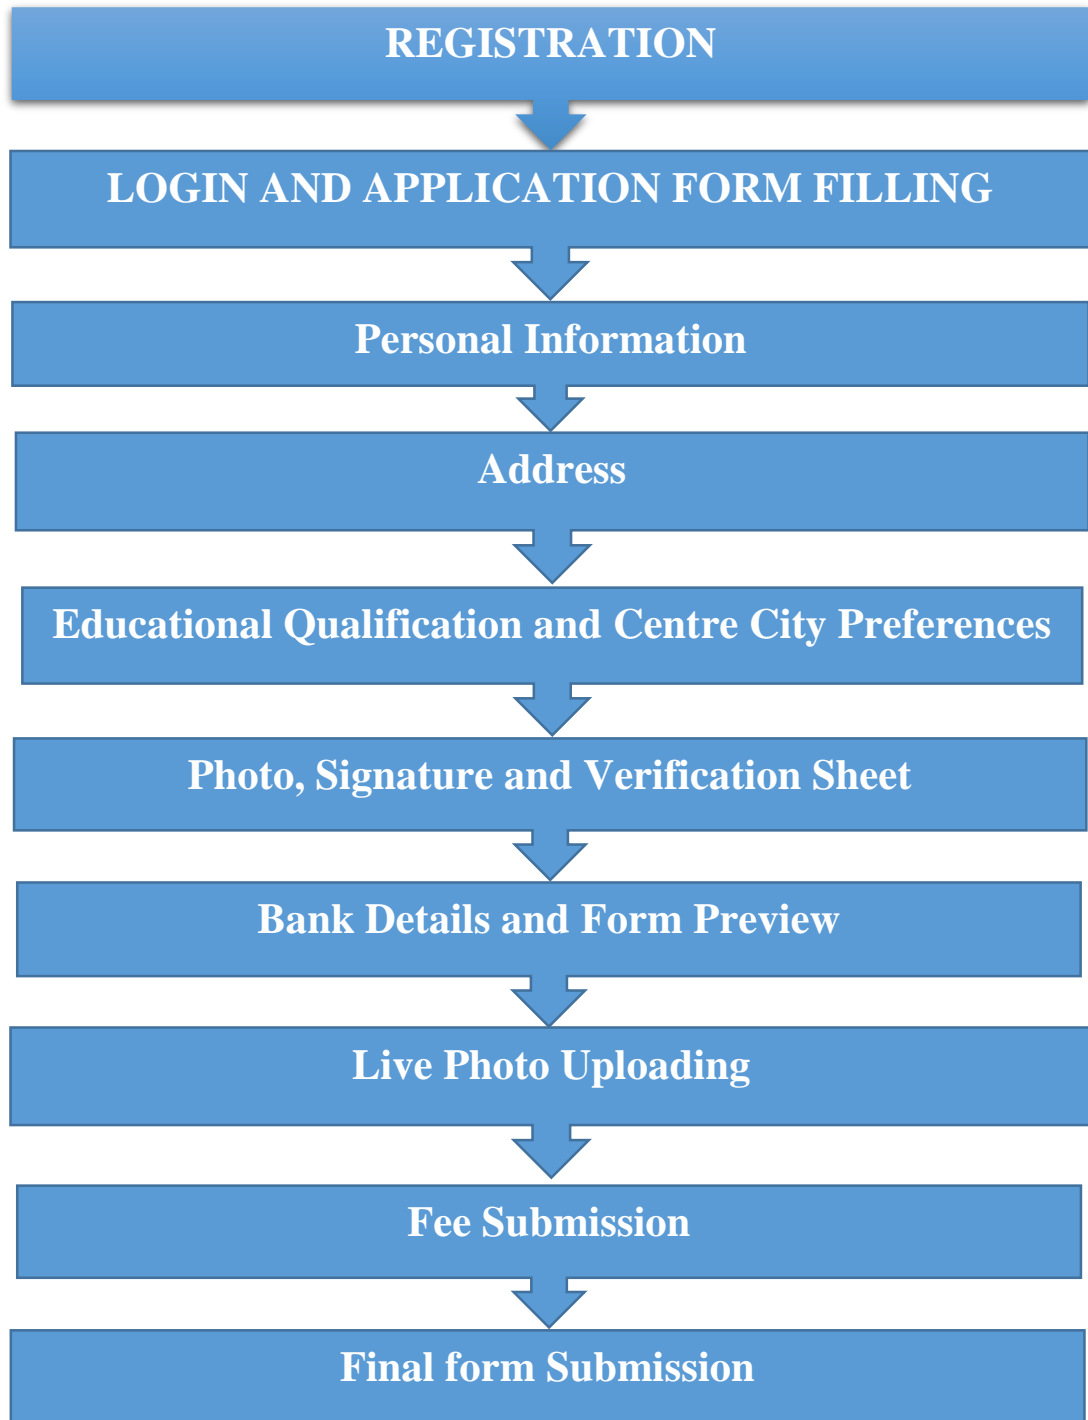 REGISTRATION
LOGIN AND APPLICATION FORM FILLING
Personal Information
Address
Educational Qualification and Centre City Preferences
Photo, Signature and Verification Sheet
Bank Details and Form Preview
Live Photo Uploading
Fee Submission
Final form Submission